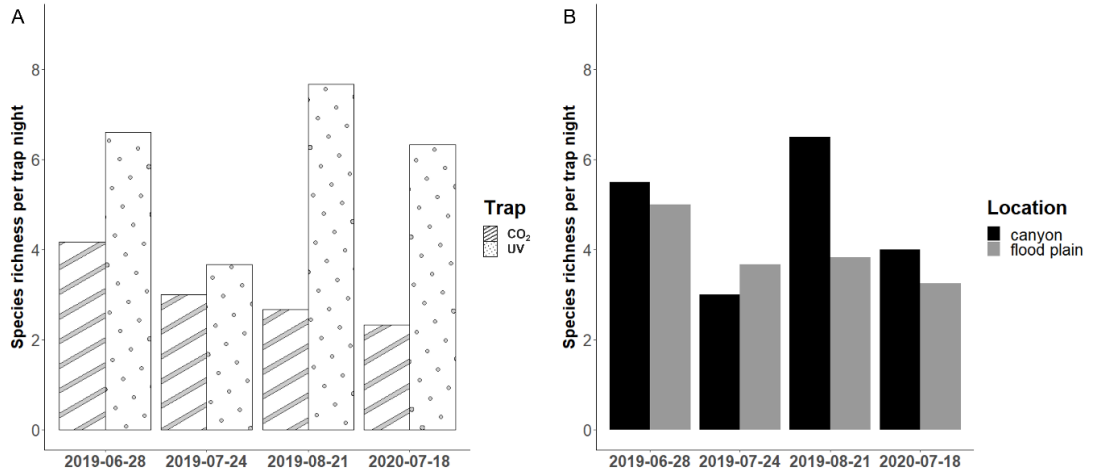 A
Species richness per trap night
8
6
4
2
0
2019-06-28 2019-07-24 2019-08-21 2020-07-18
Trap
CO₂
UV
B
Species richness per trap night
8
6
4
2
0
2019-06-28 2019-07-24 2019-08-21 2020-07-18
Location
canyon
flood plain